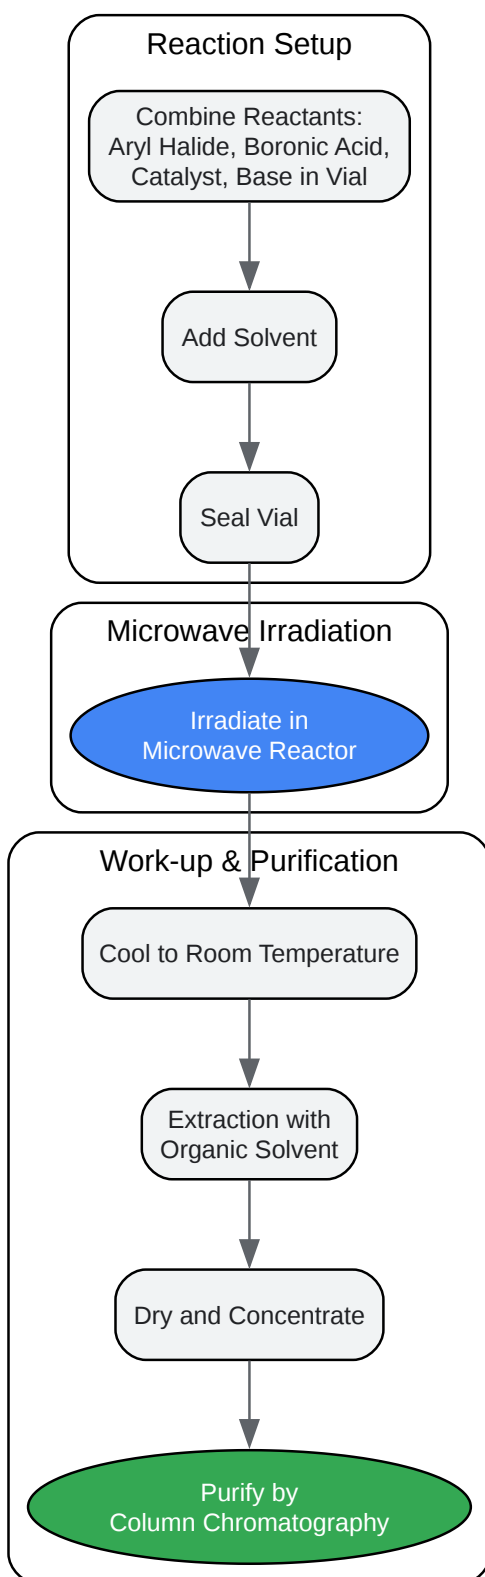 Reaction Setup
Combine Reactants:
Aryl Halide, Boronic Acid,
Catalyst, Base in Vial
Add Solvent
Seal Vial
Microwave Irradiation
Irradiate in
Microwave Reactor
Work-up & Purification
Cool to Room Temperature
Extraction with
Organic Solvent
Dry and Concentrate
Purify by
Column Chromatography